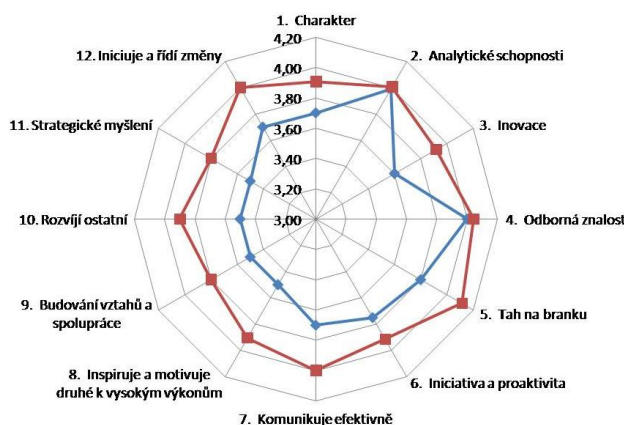 1. Charakter
4,20
4,00
3,80
3,60
3,40
3,20
3,00
2. Analytické schopnosti
3. Inovace
4. Odborná znalost
5. Tah na branku
6. Iniciativa a proaktivita
7. Komunikuje efektivně
8. Inspiruje a motivuje
druhé k vysokým výkonům
9. Budování vztahů a
spolupráce
10. Rozvíjí ostatní
11. Strategické myšlení
12. Iniciuje a řídí změny